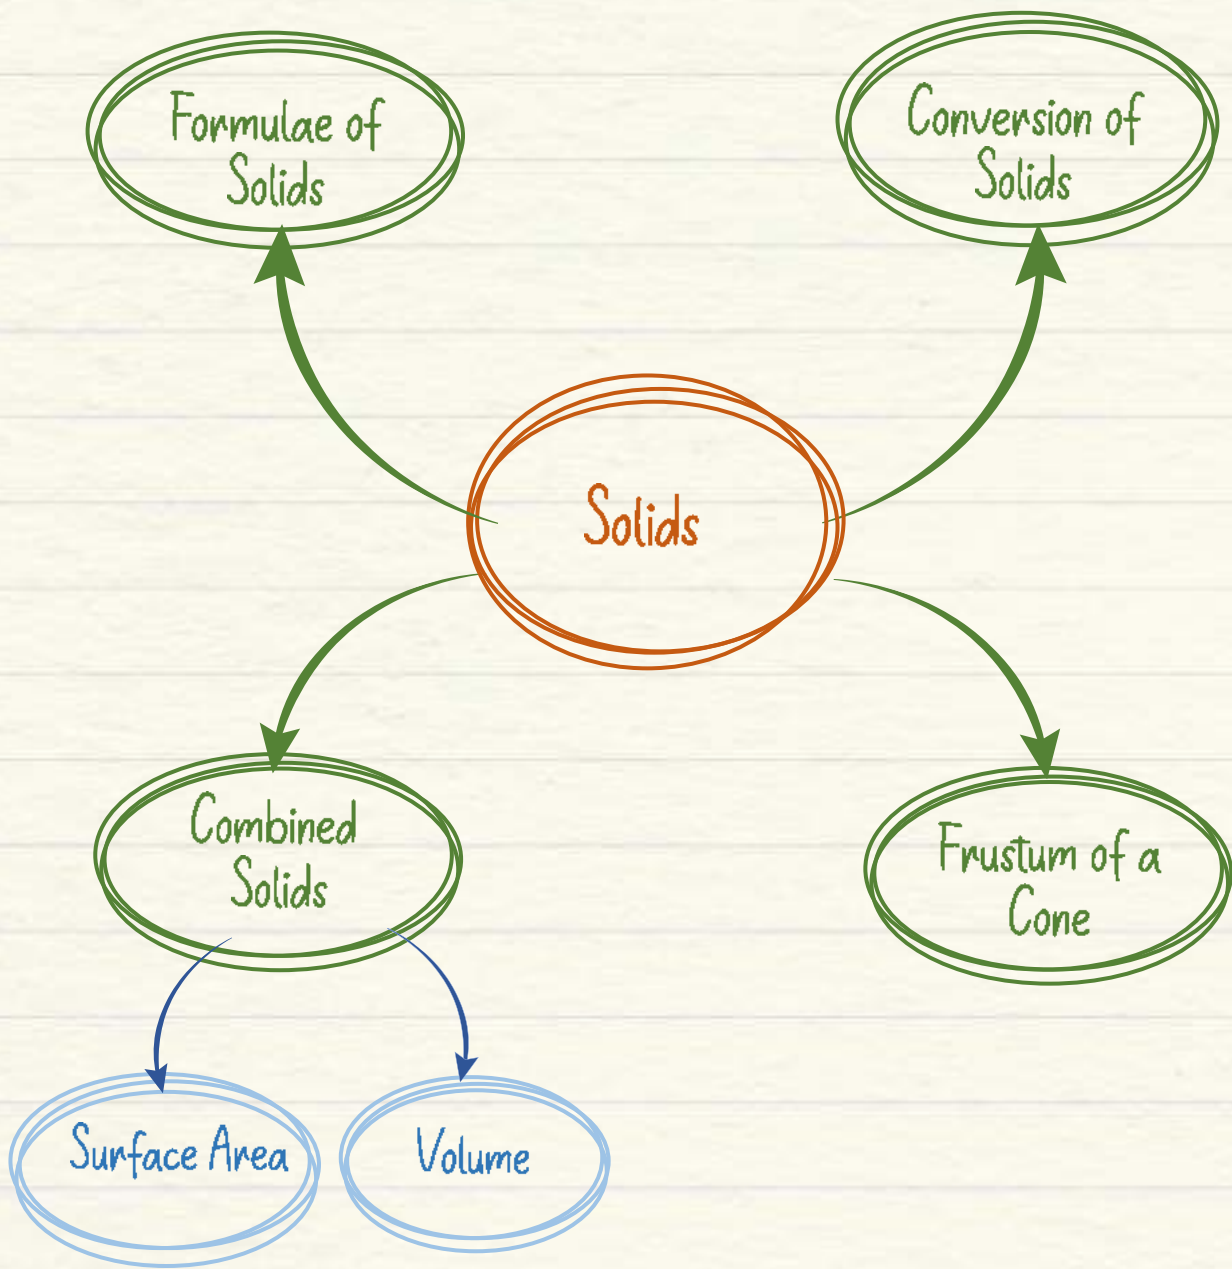 Formulae of
Solids
Conversion of
Solids
Solids
Combined
Solids
Frustum of a
Cone
Surface Area
Volume